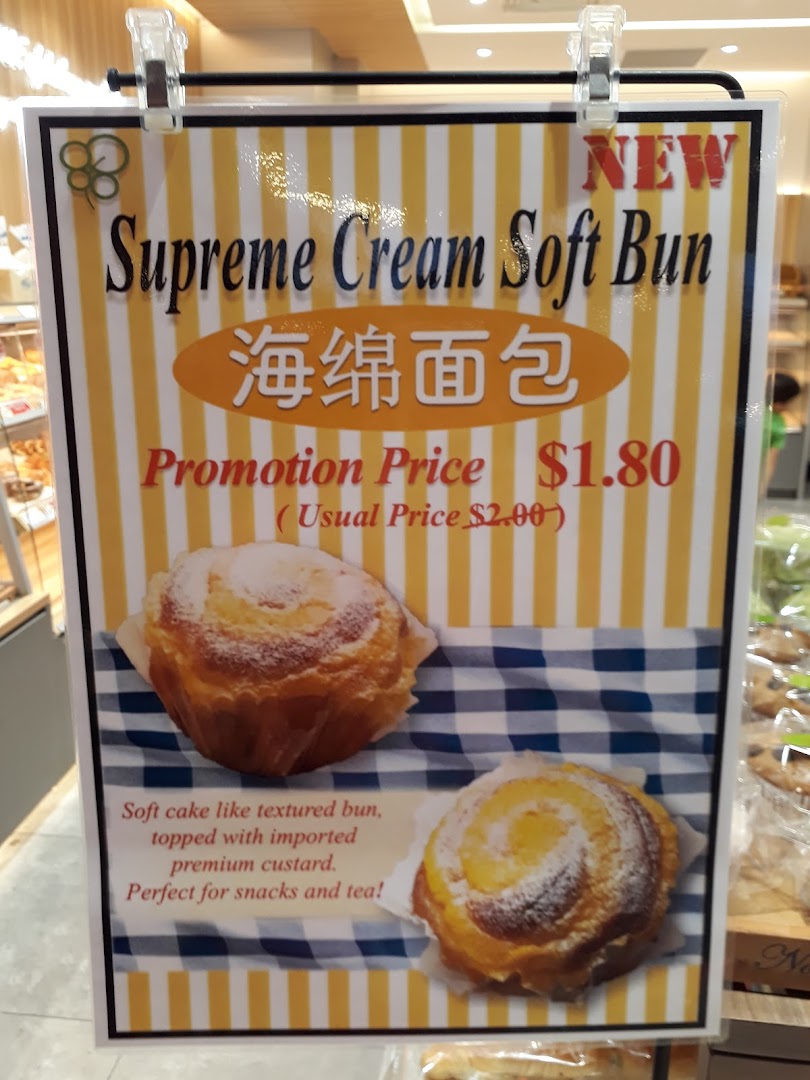 NEW
Supreme Cream Soft Bun
海绵面包
Promotion Price $1.80
( Usual Price $2.00 )
Soft cake like textured bun,
topped with imported
premium custard.
Perfect for snacks and tea!